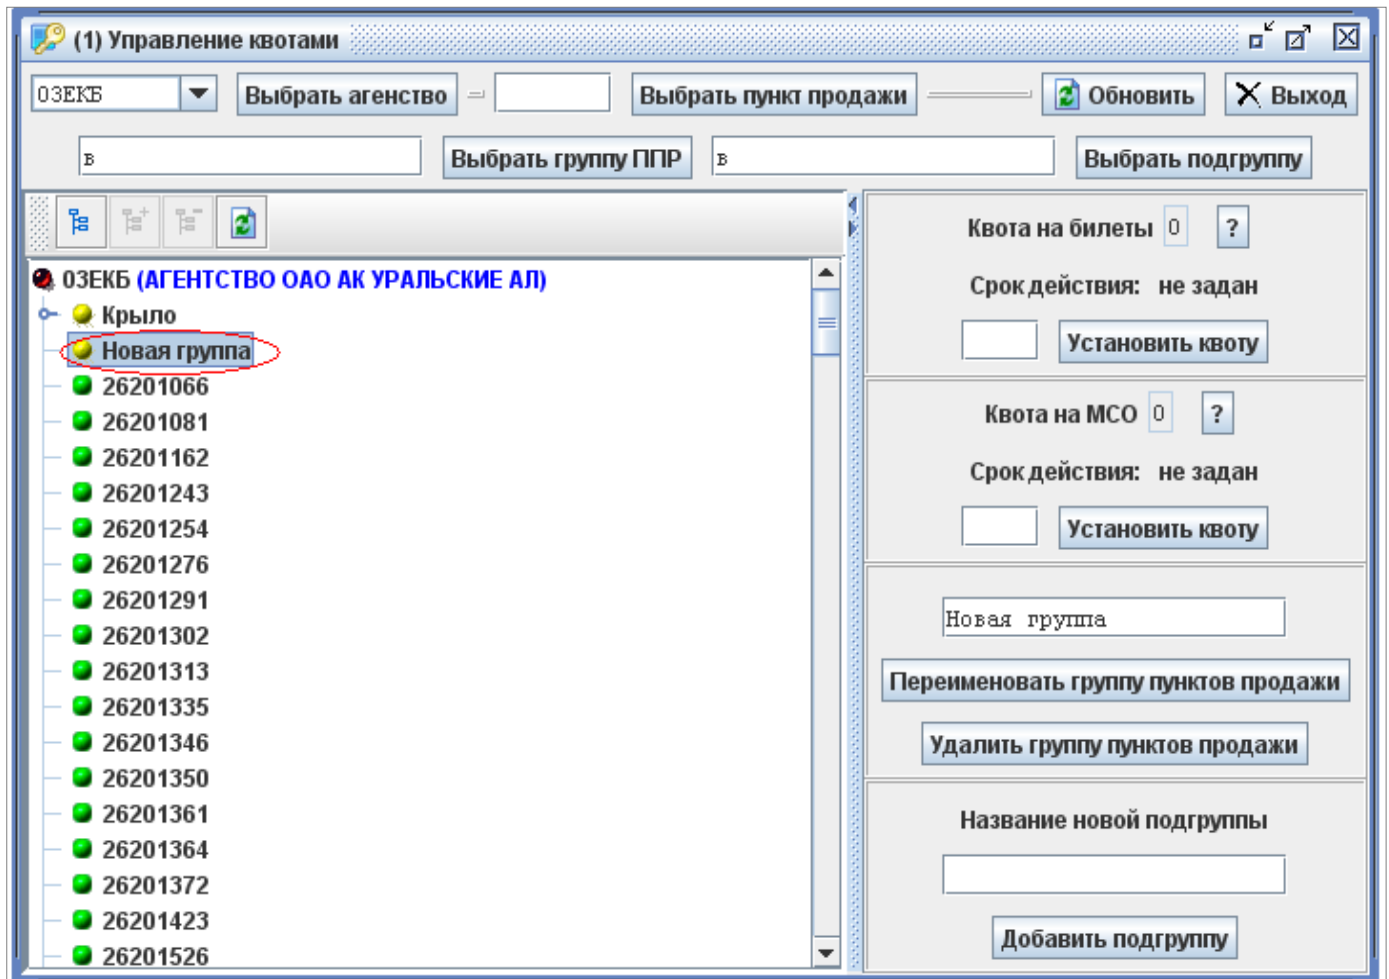 (1) Управление квотами
03ЕКБ Выбрать агенство Выбрать пункт продажи Обновить Выход
в Выбрать группу ППР в Выбрать подгруппу
03ЕКБ (АГЕНТСТВО ОАО АК УРАЛЬСКИЕ АЛ)
Крыло
Новая группа
26201066
26201081
26201162
26201243
26201254
26201276
26201291
26201302
26201313
26201335
26201346
26201350
26201361
26201364
26201372
26201423
26201526
Квота на билеты 0 ?
Срок действия: не задан
Установить квоту
Квота на МСО 0 ?
Срок действия: не задан
Установить квоту
Новая группа
Переименовать группу пунктов продажи
Удалить группу пунктов продажи
Название новой подгруппы
Добавить подгруппу